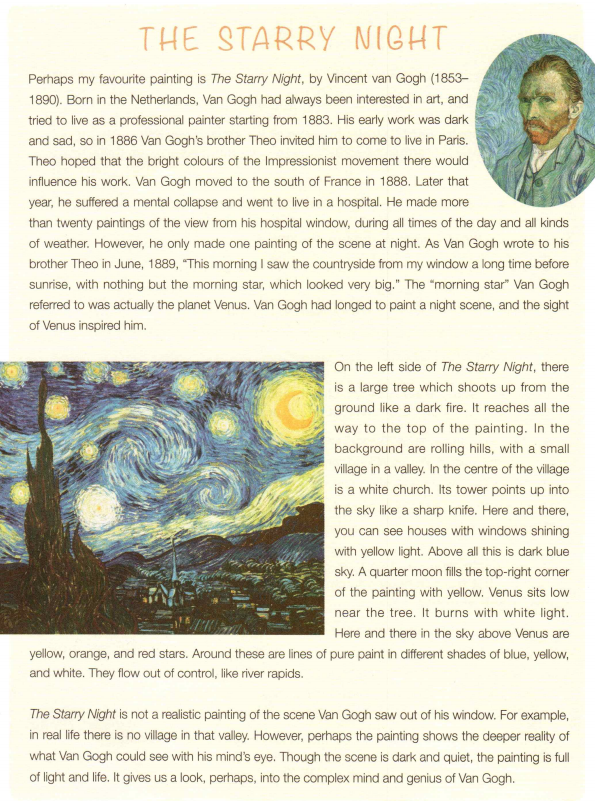 THE STARRY NIGHT
Perhaps my favourite painting is The Starry Night, by Vincent van Gogh (1853–
1890). Born in the Netherlands, Van Gogh had always been interested in art, and
tried to live as a professional painter starting from 1883. His early work was dark
and sad, so in 1886 Van Gogh's brother Theo invited him to come to live in Paris.
Theo hoped that the bright colours of the Impressionist movement there would
influence his work. Van Gogh moved to the south of France in 1888. Later that
year, he suffered a mental collapse and went to live in a hospital. He made more
than twenty paintings of the view from his hospital window, during all times of the day and all kinds
of weather. However, he only made one painting of the scene at night. As Van Gogh wrote to his
brother Theo in June, 1889, “This morning I saw the countryside from my window a long time before
sunrise, with nothing but the morning star, which looked very big.” The “morning star” Van Gogh
referred to was actually the planet Venus. Van Gogh had longed to paint a night scene, and the sight
of Venus inspired him.
On the left side of The Starry Night, there
is a large tree which shoots up from the
ground like a dark fire. It reaches all the
way to the top of the painting. In the
background are rolling hills, with a small
village in a valley. In the centre of the village
is a white church. Its tower points up into
the sky like a sharp knife. Here and there,
you can see houses with windows shining
with yellow light. Above all this is dark blue
sky. A quarter moon fills the top-right corner
of the painting with yellow. Venus sits low
near the tree. It burns with white light.
Here and there in the sky above Venus are
yellow, orange, and red stars. Around these are lines of pure paint in different shades of blue, yellow,
and white. They flow out of control, like river rapids.
The Starry Night is not a realistic painting of the scene Van Gogh saw out of his window. For example,
in real life there is no village in that valley. However, perhaps the painting shows the deeper reality of
what Van Gogh could see with his mind's eye. Though the scene is dark and quiet, the painting is full
of light and life. It gives us a look, perhaps, into the complex mind and genius of Van Gogh.